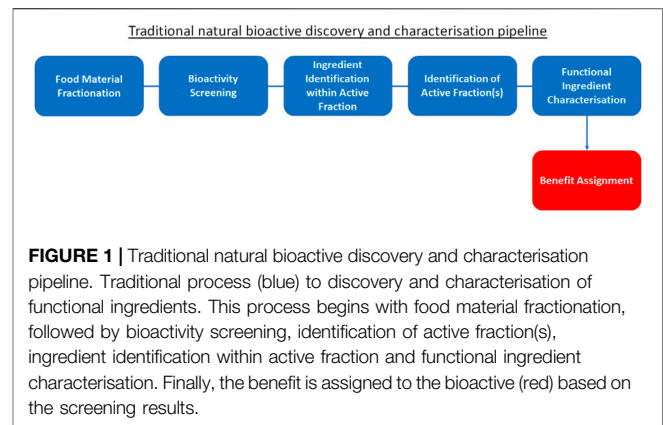 Traditional natural bioactive discovery and characterisation pipeline
Food Material
Fractionation
Bioactivity
Screening
Ingredient
Identification
within Active
Fraction
Identification of
Active Fraction(s)
Functional
Ingredient
Characterisation
Benefit Assignment
FIGURE 1 | Traditional natural bioactive discovery and characterisation
pipeline. Traditional process (blue) to discovery and characterisation of
functional ingredients. This process begins with food material fractionation,
followed by bioactivity screening, identification of active fraction(s),
ingredient identification within active fraction and functional ingredient
characterisation. Finally, the benefit is assigned to the bioactive (red) based on
the screening results.